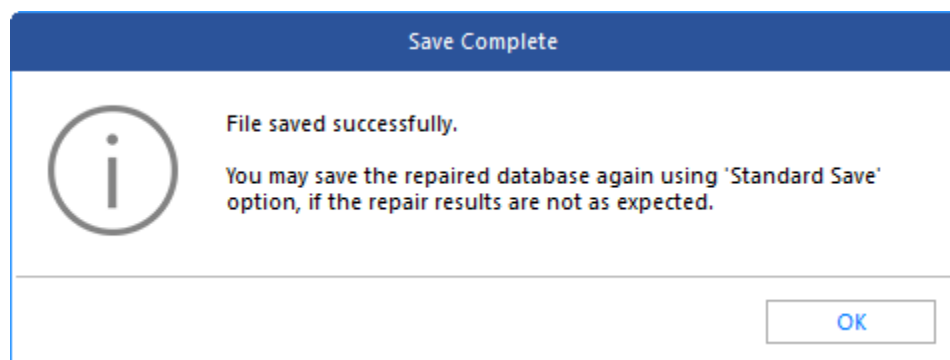 Save Complete
File saved successfully.
You may save the repaired database again using 'Standard Save'
option, if the repair results are not as expected.
OK